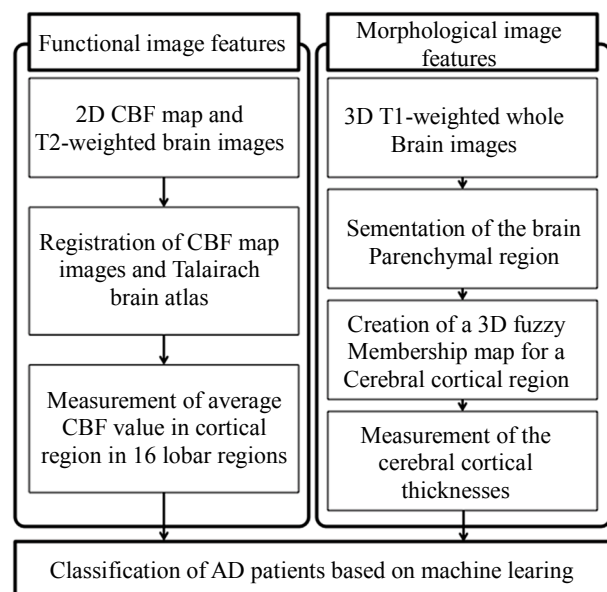 Functional image features
2D CBF map and
T2-weighted brain images
Registration of CBF map
images and Talairach
brain atlas
Measurement of average
CBF value in cortical
region in 16 lobar regions
Morphological image
features
3D T1-weighted whole
Brain images
Sementation of the brain
Parenchymal region
Creation of a 3D fuzzy
Membership map for a
Cerebral cortical region
Measurement of the
cerebral cortical
thicknesses
Classification of AD patients based on machine learing